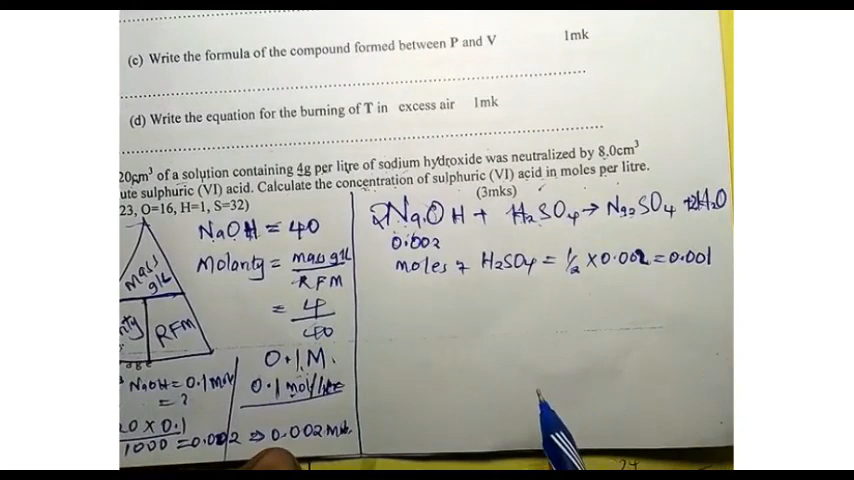 (c) Write the formula of the compound formed between P and V 1mk
(d) Write the equation for the burning of T in excess air 1mk
20cm³ of a solution containing 4g per litre of sodium hydroxide was neutralized by 8.0cm³
ute sulphuric (VI) acid. Calculate the concentration of sulphuric (VI) acid in moles per litre.
23, O=16, H=1, S=32) (3mks)
Mass
g/L
RFM
NaOH = 40
Molarity = mass g/L
RFM
= 4
40
0.1M.
0.1 mol/
NaOH = 0.1 Mol
= ?
20 x 0.1
1000 = 0.002 ⇒ 0.002
2NaOH + H₂SO₄ → Na₂SO₄ + 2H₂O
0.002
moles of H₂SO₄ = 1/2 x 0.002 = 0.001